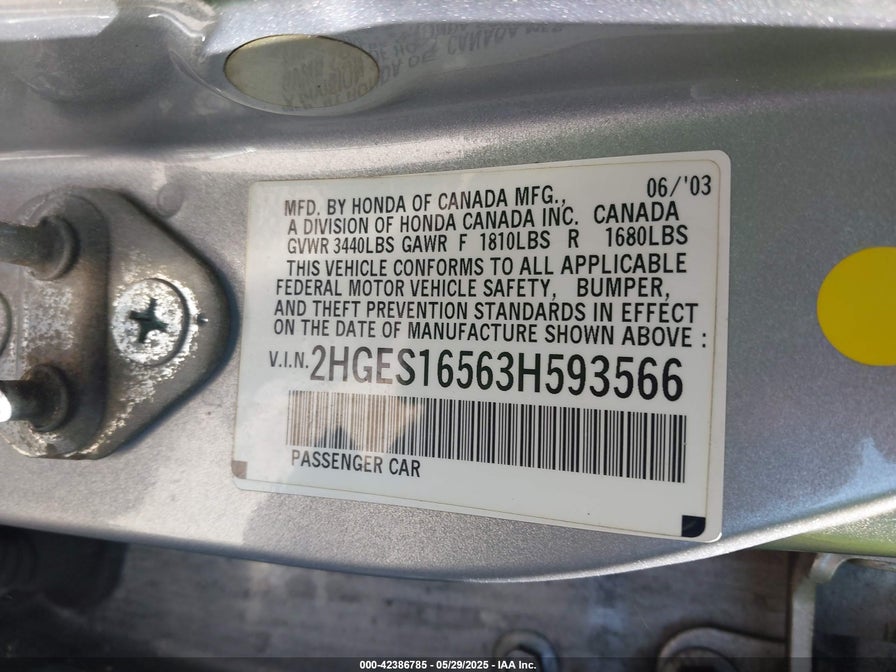 06/'03
MFD. BY HONDA OF CANADA MFG.,
A DIVISION OF HONDA CANADA INC. CANADA
GVWR 3440LBS GAWR F 1810LBS R 1680LBS
THIS VEHICLE CONFORMS TO ALL APPLICABLE
FEDERAL MOTOR VEHICLE SAFETY, BUMPER,
AND THEFT PREVENTION STANDARDS IN EFFECT
ON THE DATE OF MANUFACTURE SHOWN ABOVE :
V.I.N. 2HGES16563H593566
PASSENGER CAR
000-42386785 - 05/29/2025 - IAA Inc.